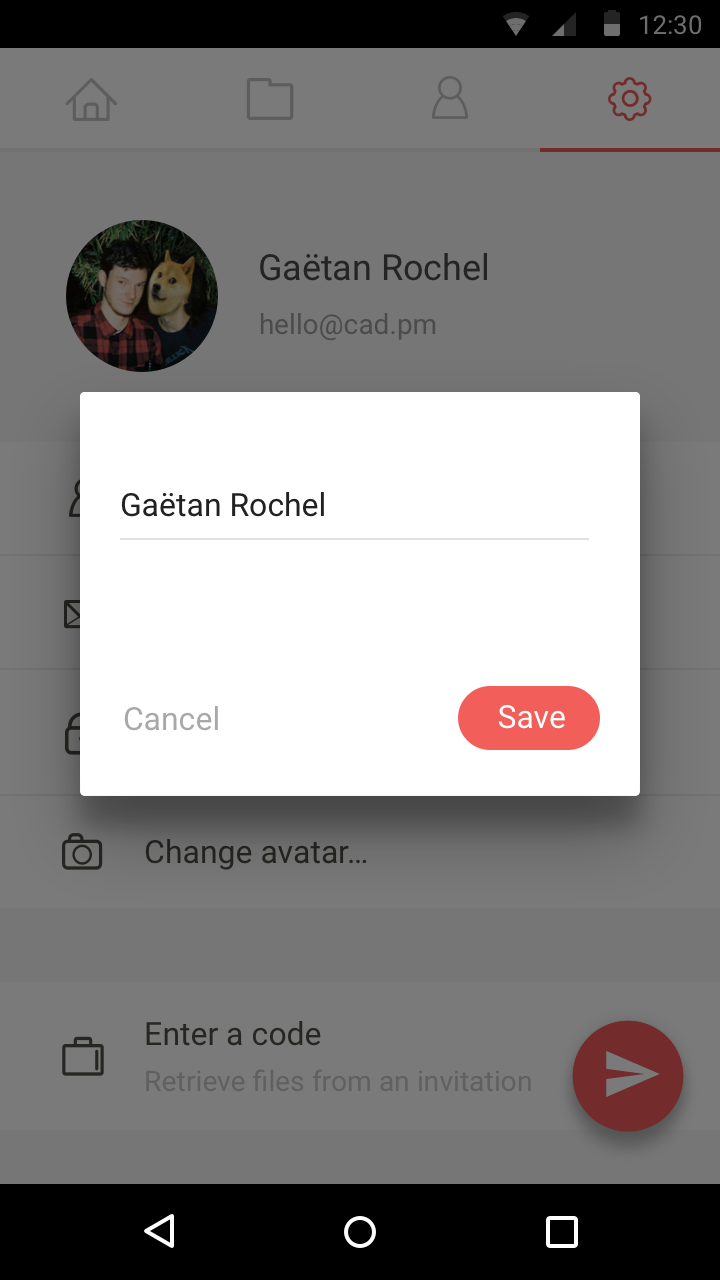 12:30
Gaëtan Rochel
hello@cad.pm
Gaëtan Rochel
Cancel
Save
Change avatar...
Enter a code
Retrieve files from an invitation